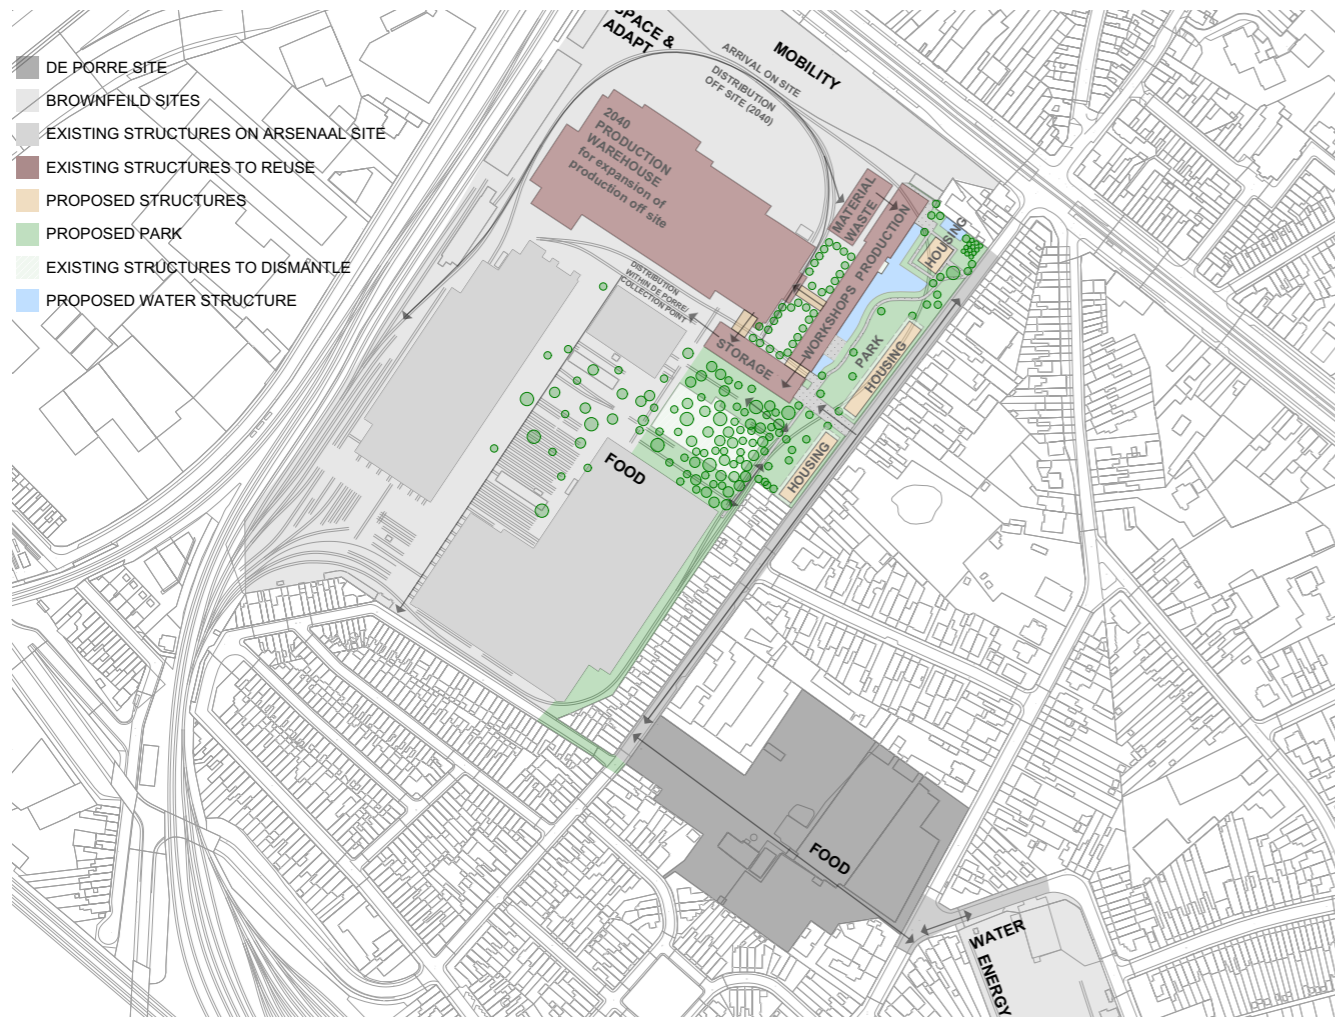 DE PORRE SITE
BROWNFEILD SITES
EXISTING STRUCTURES ON ARSENAAL SITE
EXISTING STRUCTURES TO REUSE
PROPOSED STRUCTURES
PROPOSED PARK
EXISTING STRUCTURES TO DISMANTLE
PROPOSED WATER STRUCTURE
SPACE &
ADAPT
MOBILITY
ARRIVAL ON SITE
DISTRIBUTION
OFF SITE (2040)
2040
PRODUCTION
WAREHOUSE
for expansion of
production off site
MATERIAL
WASTE
WORKSHOPS PRODUCTION
HOUSING
DISTRIBUTION
WITHIN DE PORRE/
COLLECTION POINT
STORAGE
PARK
HOUSING
HOUSING
FOOD
FOOD
WATER
ENERGY